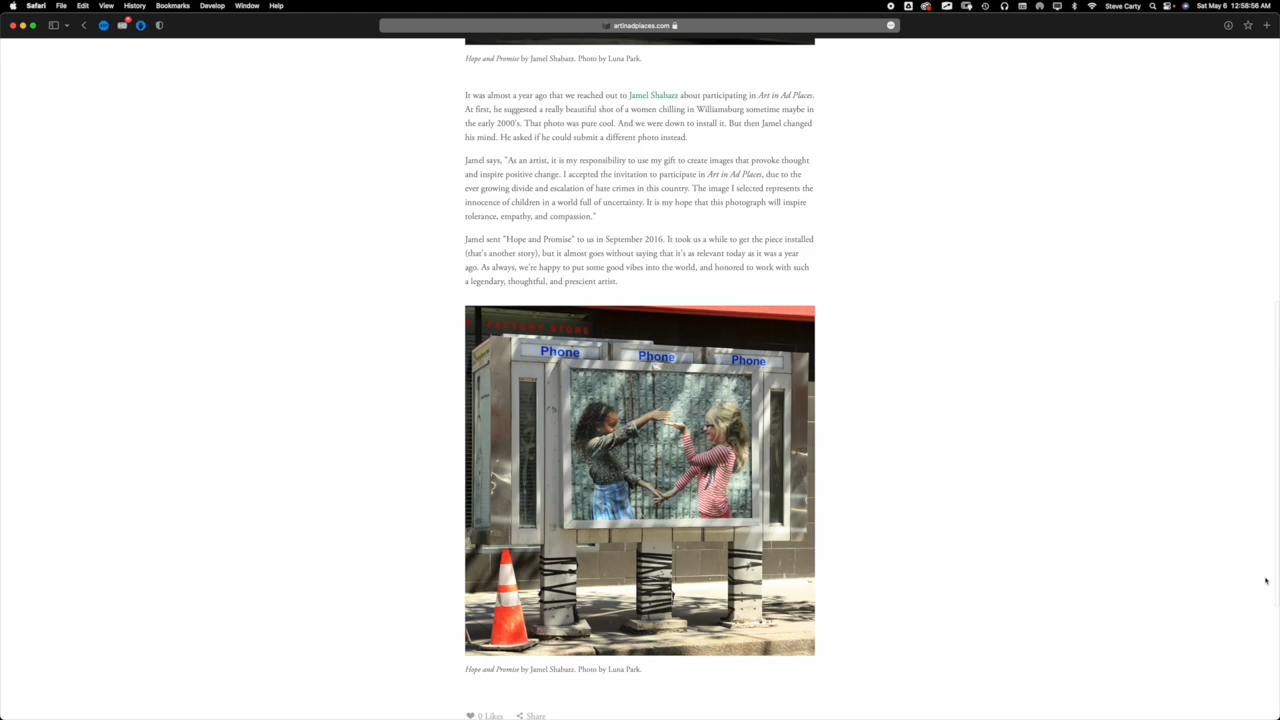 Safari File Edit View History Bookmarks Develop Window Help Steve Carty Sat May 6 12:58:56 AM
artinadplaces.com
Hope and Promise by Jamel Shabazz. Photo by Luna Park.
It was almost a year ago that we reached out to Jamel Shabazz about participating in Art in Ad Places.
At first, he suggested a really beautiful shot of a women chilling in Williamsburg sometime maybe in
the early 2000's. That photo was pure cool. And we were down to install it. But then Jamel changed
his mind. He asked if he could submit a different photo instead.
Jamel says, "As an artist, it is my responsibility to use my gift to create images that provoke thought
and inspire positive change. I accepted the invitation to participate in Art in Ad Places, due to the
ever growing divide and escalation of hate crimes in this country. The image I selected represents the
innocence of children in a world full of uncertainty. It is my hope that this photograph will inspire
tolerance, empathy, and compassion."
Jamel sent "Hope and Promise" to us in September 2016. It took us a while to get the piece installed
(that's another story), but it almost goes without saying that it's as relevant today as it was a year
ago. As always, we're happy to put some good vibes into the world, and honored to work with such
a legendary, thoughtful, and prescient artist.
FACTORY STORE
Phone Phone Phone
Hope and Promise by Jamel Shabazz. Photo by Luna Park.
0 Likes Share